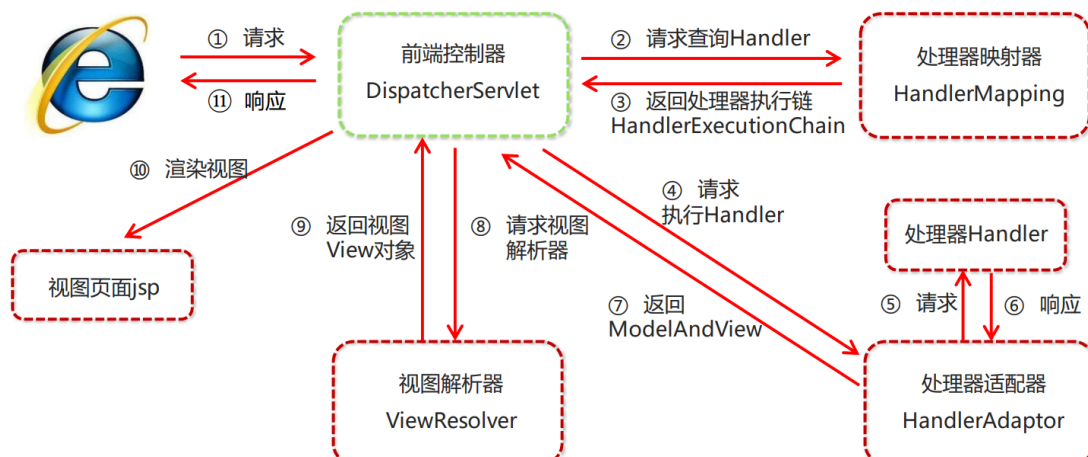 ① 请求
⑪ 响应
前端控制器
DispatcherServlet
② 请求查询Handler
③ 返回处理器执行链
HandlerExecutionChain
处理器映射器
HandlerMapping
⑩ 渲染视图
⑨ 返回视图
View对象
⑧ 请求视图
解析器
④ 请求
执行Handler
处理器Handler
视图页面jsp
⑦ 返回
ModelAndView
⑤ 请求
⑥ 响应
视图解析器
ViewResolver
处理器适配器
HandlerAdaptor